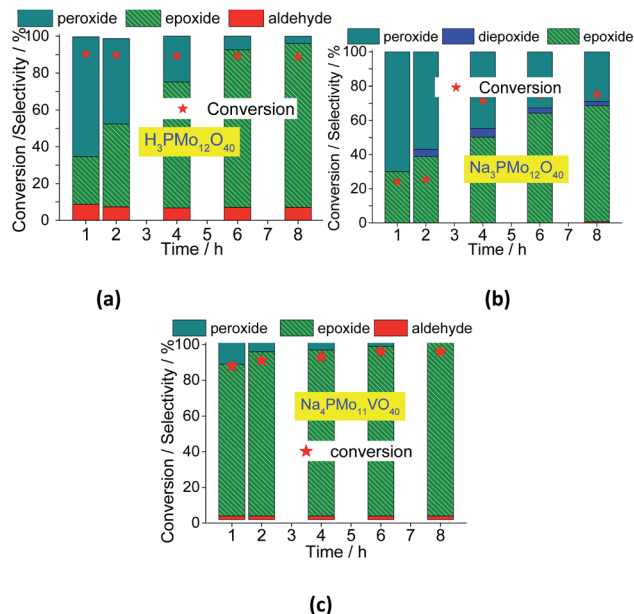 peroxide epoxide aldehyde
Conversion /Selectivity / %
100
80
60
40
20
0
Conversion
H3PMo12O40
1 2 3 4 5 6 7 8
Time / h
(a)
peroxide diepoxide epoxide
Conversion / Selectivity / %
100
80
60
40
20
0
Conversion
Na3PMo12O40
1 2 3 4 5 6 7 8
Time / h
(b)
peroxide epoxide aldehyde
Conversion / Selectivity / %
100
80
60
40
20
0
Na4PMo11VO40
conversion
1 2 3 4 5 6 7 8
Time / h
(c)